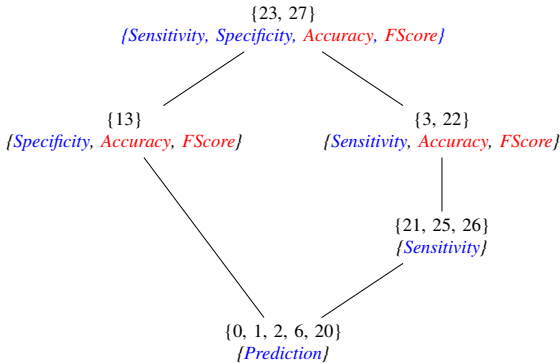 {23, 27}
{Sensitivity, Specificity, Accuracy, FScore}
{13}
{Specificity, Accuracy, FScore}
{3, 22}
{Sensitivity, Accuracy, FScore}
{21, 25, 26}
{Sensitivity}
{0, 1, 2, 6, 20}
{Prediction}